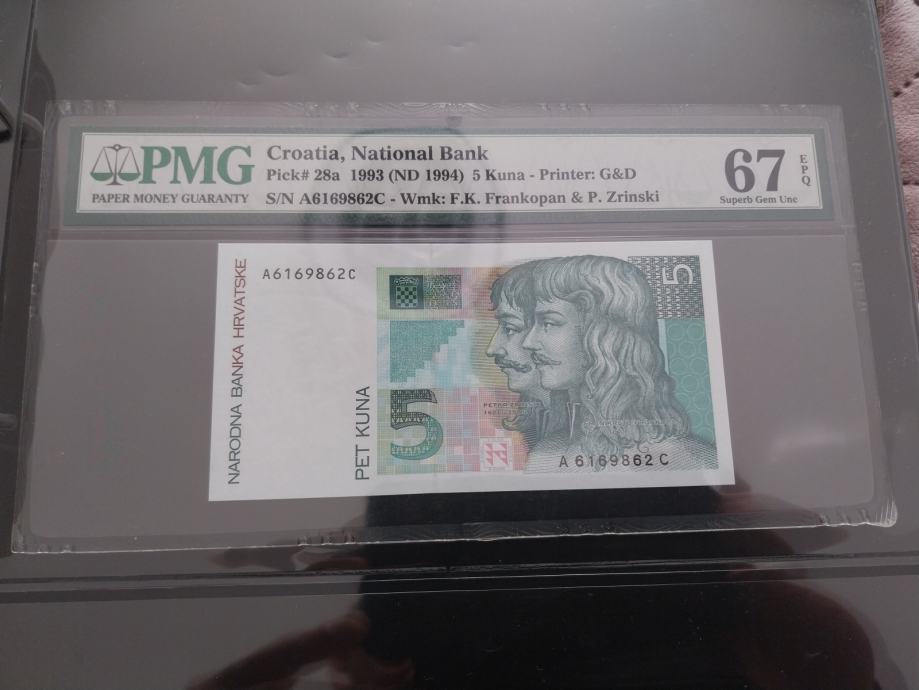 PMG
PAPER MONEY GUARANTY
Croatia, National Bank
Pick# 28a 1993 (ND 1994) 5 Kuna - Printer: G&D
S/N A6169862C - Wmk: F.K. Frankopan & P. Zrinski
67
EPQ
Superb Gem Unc
NARODNA BANKA HRVATSKE
A6169862C
PET KUNA
5
5
A6169862C